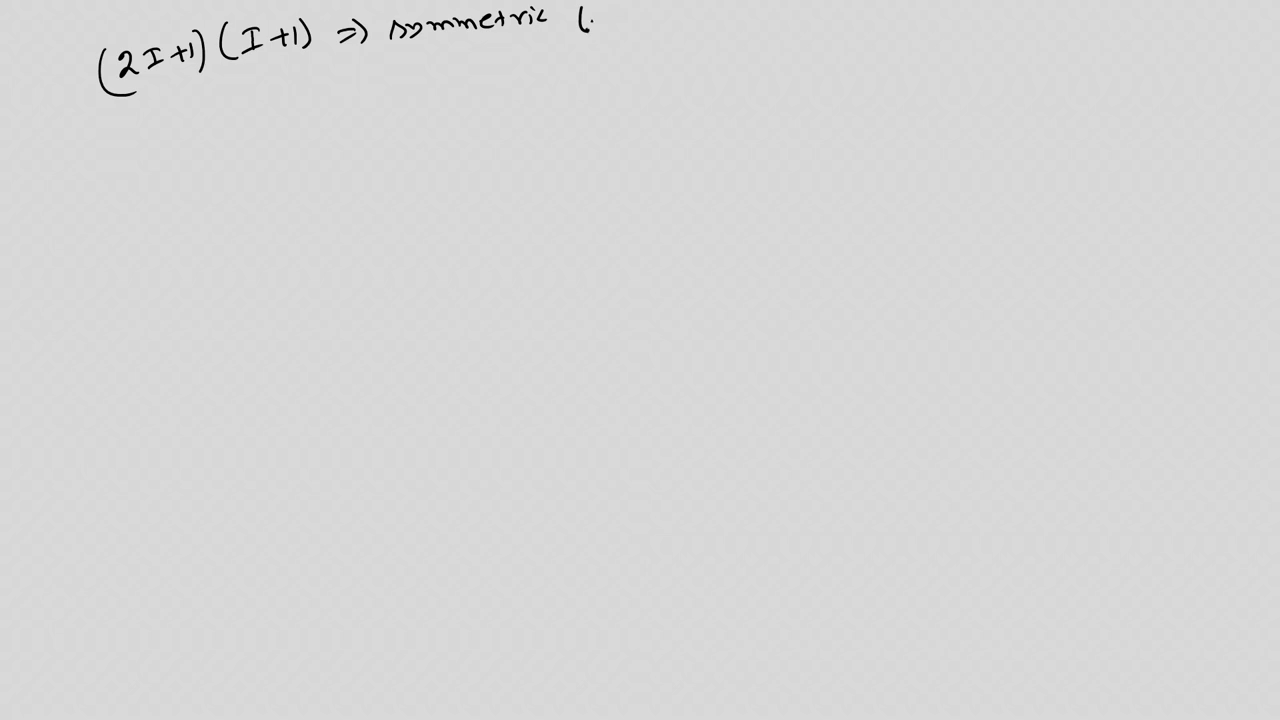 (2I+1) (I+1) => symmetric (